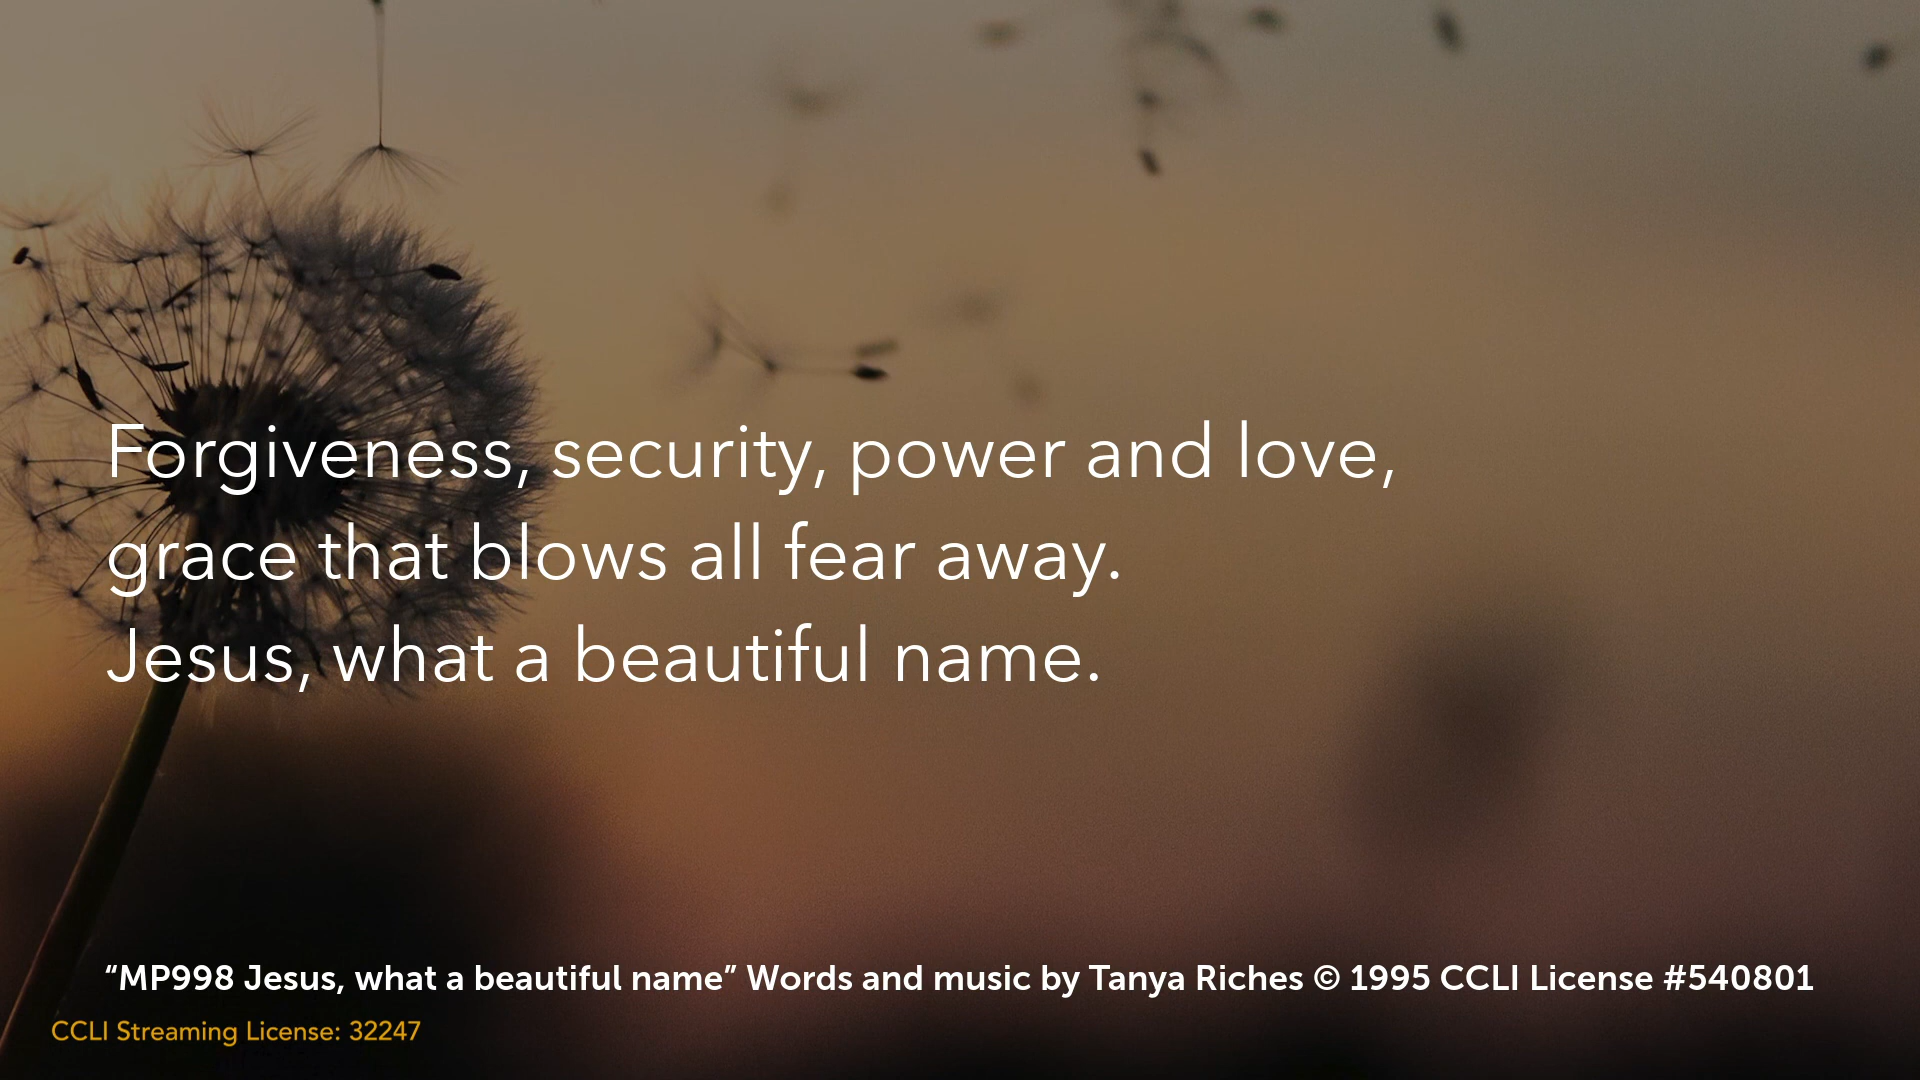 Forgiveness, security, power and love,
grace that blows all fear away.
Jesus, what a beautiful name.
“MP998 Jesus, what a beautiful name” Words and music by Tanya Riches © 1995 CCLI License #540801
CCLI Streaming License: 32247